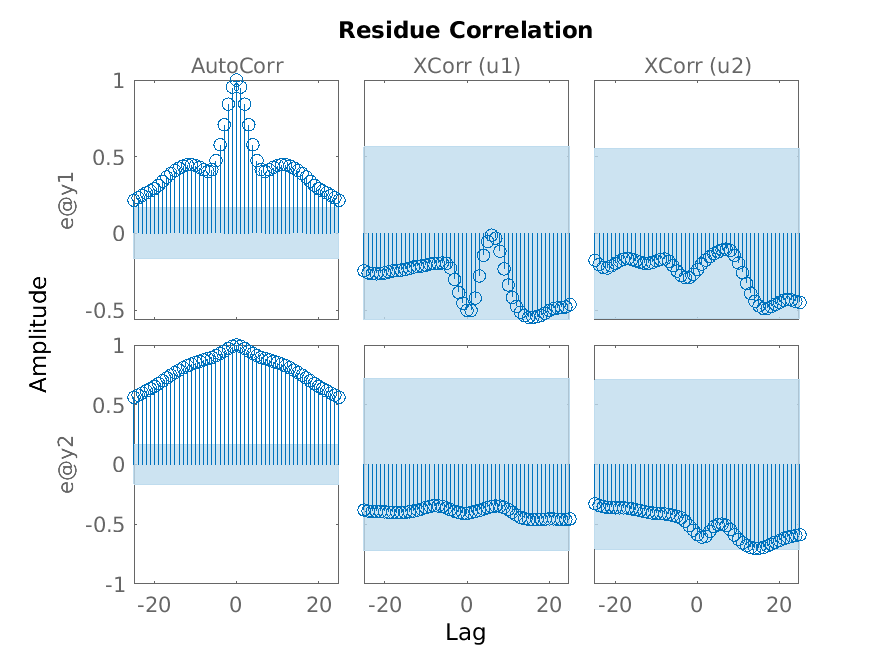 Residue Correlation
AutoCorr XCorr (u1) XCorr (u2)
1
0.5
0
-0.5
e@y1
Amplitude
1
0.5
0
-0.5
-1
e@y2
-20 0 20 -20 0 20 -20 0 20
Lag